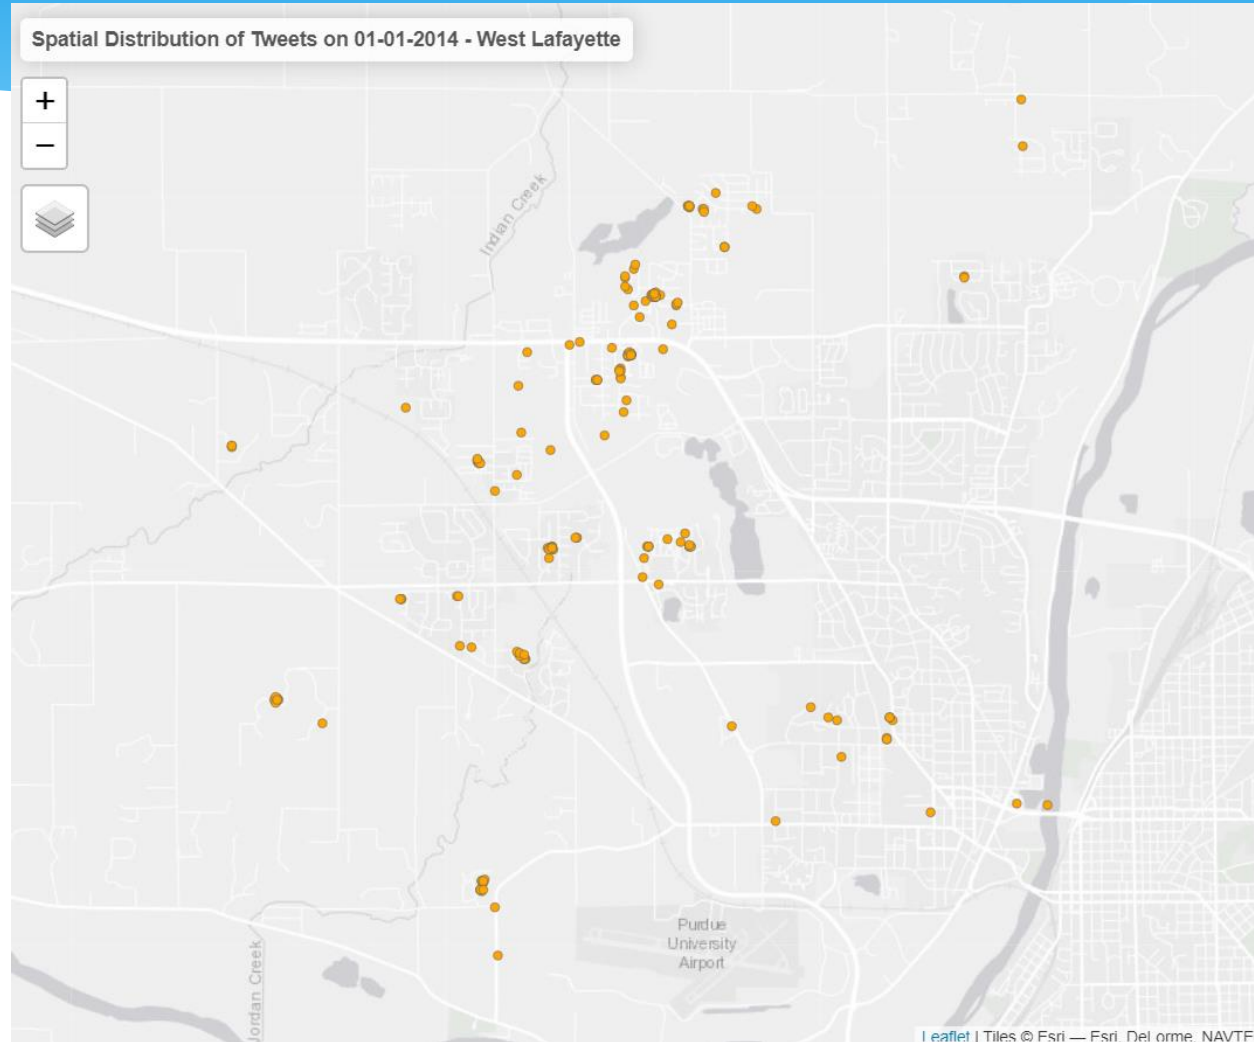 Spatial Distribution of Tweets on 01-01-2014 - West Lafayette
+
−
Indian Creek
Purdue
University
Airport
Jordan Creek
Leaflet | Tiles © Esri — Esri, DeLorme, NAVTE